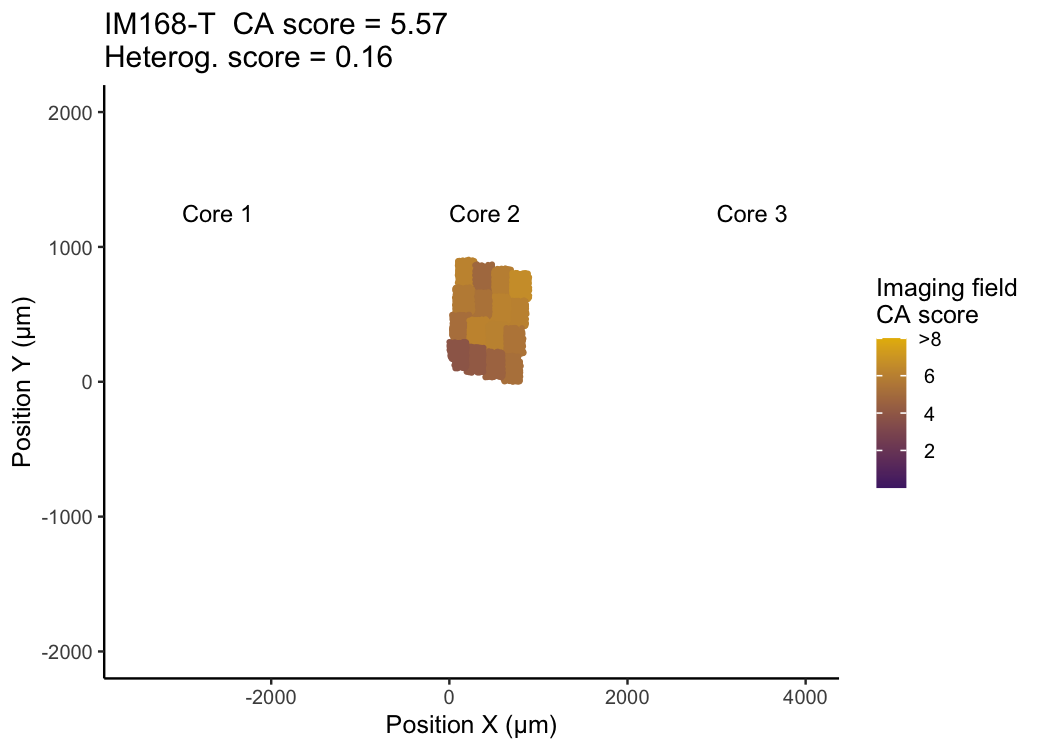 IM168-T  CA score = 5.57
Heterog. score = 0.16
2000
1000
0
-1000
-2000
Position Y (µm)
Core 1
Core 2
Core 3
-2000
0
2000
4000
Position X (µm)
Imaging field
CA score
>8
6
4
2